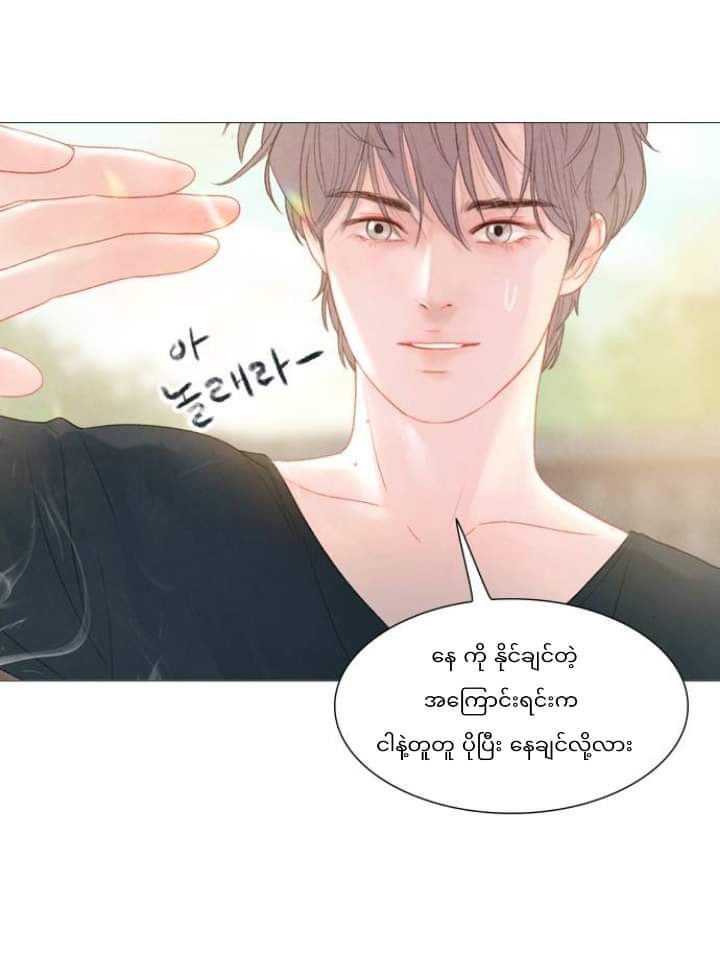 아
놀래라~
နေ ကို နိုင်ချင်တဲ့
အကြောင်းရင်းက
ငါနဲ့တူတူ ပိုပြီး နေချင်လို့လား